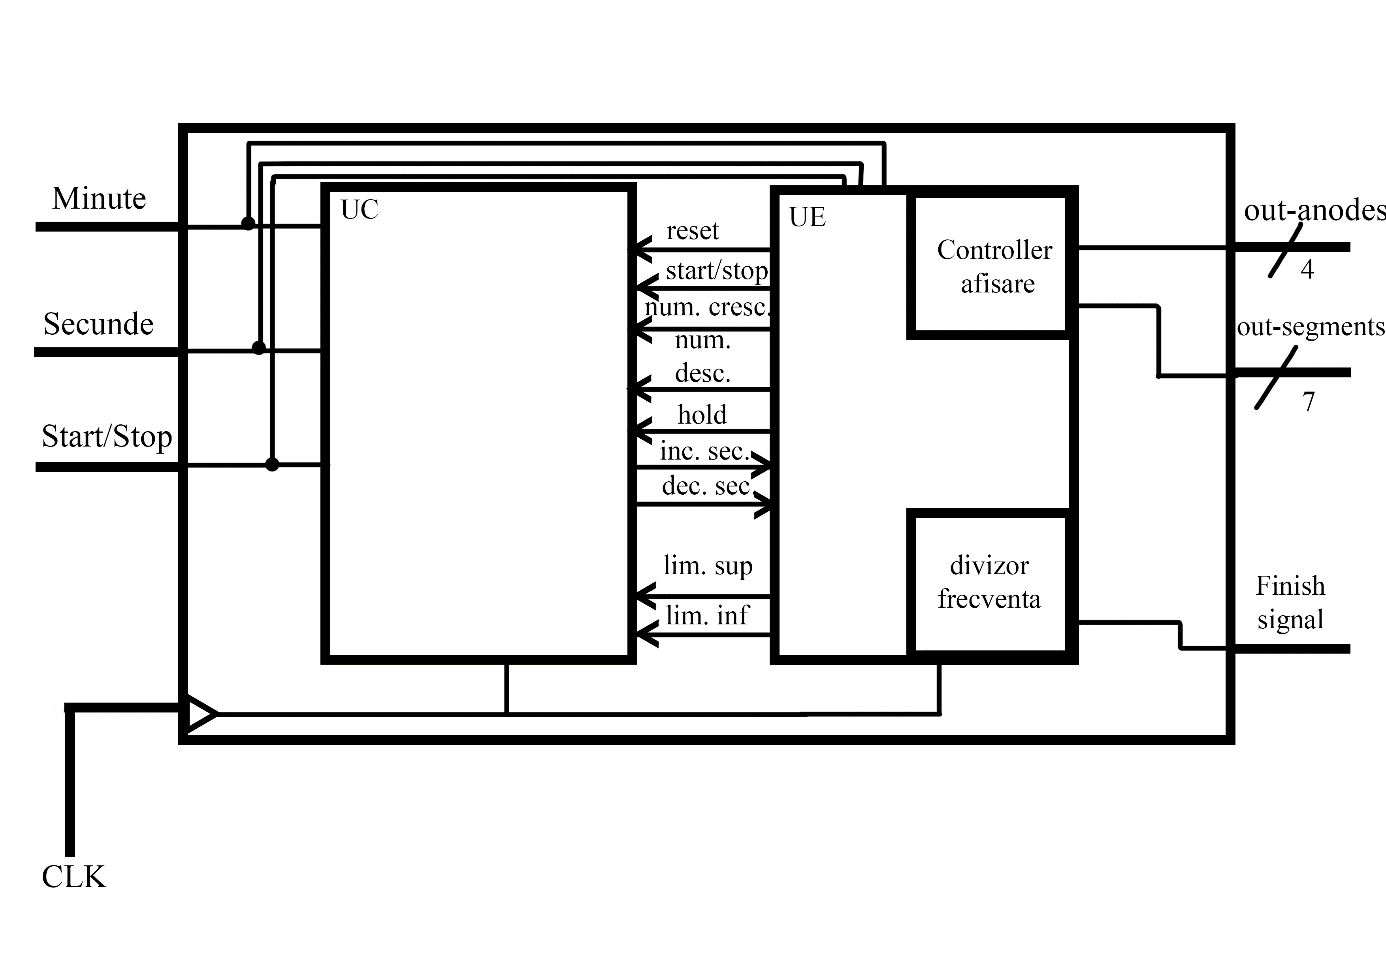 Minute
Secunde
Start/Stop
CLK
UC
reset
start/stop
num. cresc.
num.
desc.
hold
inc. sec.
dec. sec.
lim. sup
lim. inf
UE
Controller
afisare
divizor
frecventa
out-anodes
4
out-segments
7
Finish
signal